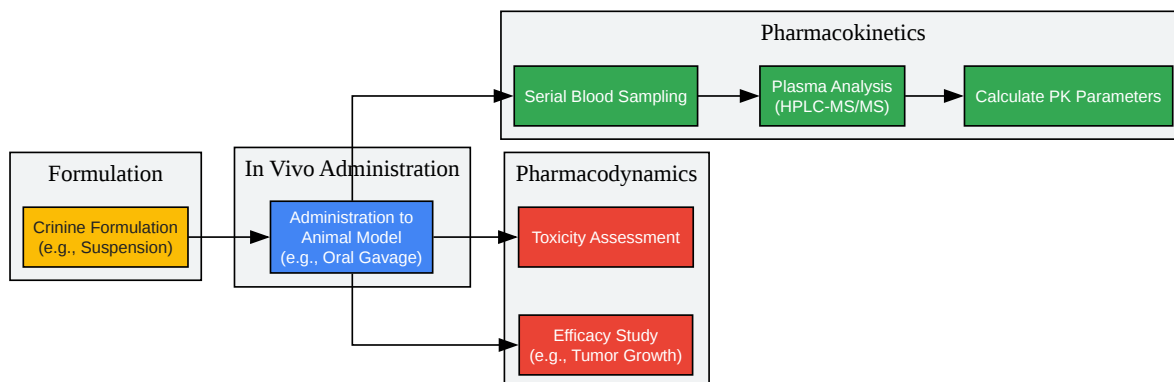 Pharmacokinetics
Serial Blood Sampling
Plasma Analysis
(HPLC-MS/MS)
Calculate PK Parameters
Formulation
Crinine Formulation
(e.g., Suspension)
In Vivo Administration
Administration to
Animal Model
(e.g., Oral Gavage)
Pharmacodynamics
Toxicity Assessment
Efficacy Study
(e.g., Tumor Growth)